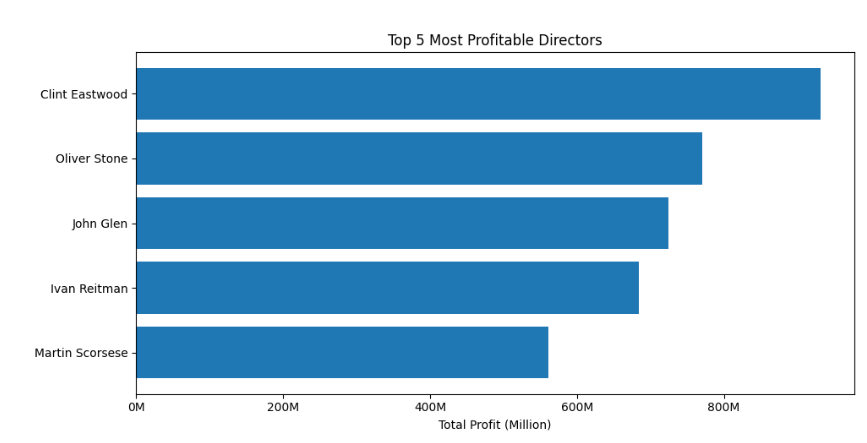 Top 5 Most Profitable Directors
Clint Eastwood
Oliver Stone
John Glen
Ivan Reitman
Martin Scorsese
0M 200M 400M 600M 800M
Total Profit (Million)